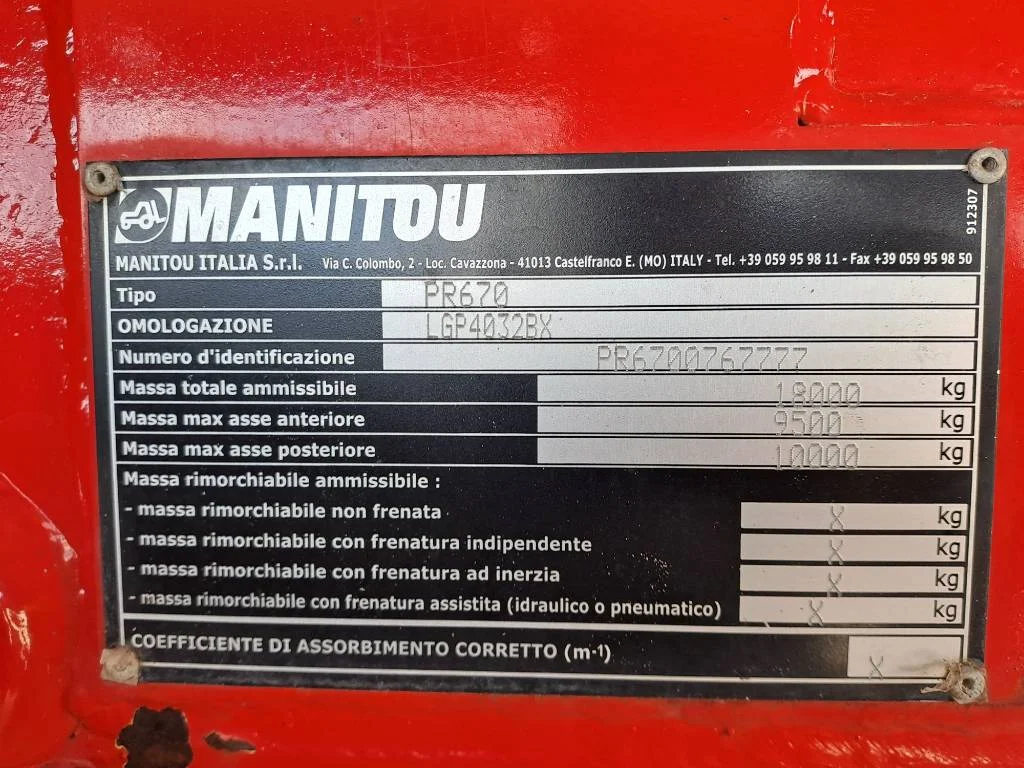 MANITOU
912307
MANITOU ITALIA S.r.l. Via C. Colombo, 2 - Loc. Cavazzona - 41013 Castelfranco E. (MO) ITALY - Tel. +39 059 95 98 11 - Fax +39 059 95 98 50
Tipo PR670
OMOLOGAZIONE LGP4032BX
Numero d'identificazione PR6700767777
Massa totale ammissibile 18000 kg
Massa max asse anteriore 9500 kg
Massa max asse posteriore 10000 kg
Massa rimorchiabile ammissibile :
- massa rimorchiabile non frenata X kg
- massa rimorchiabile con frenatura indipendente X kg
- massa rimorchiabile con frenatura ad inerzia X kg
- massa rimorchiabile con frenatura assistita (idraulico o pneumatico) X kg
COEFFICIENTE DI ASSORBIMENTO CORRETTO (m-¹) X